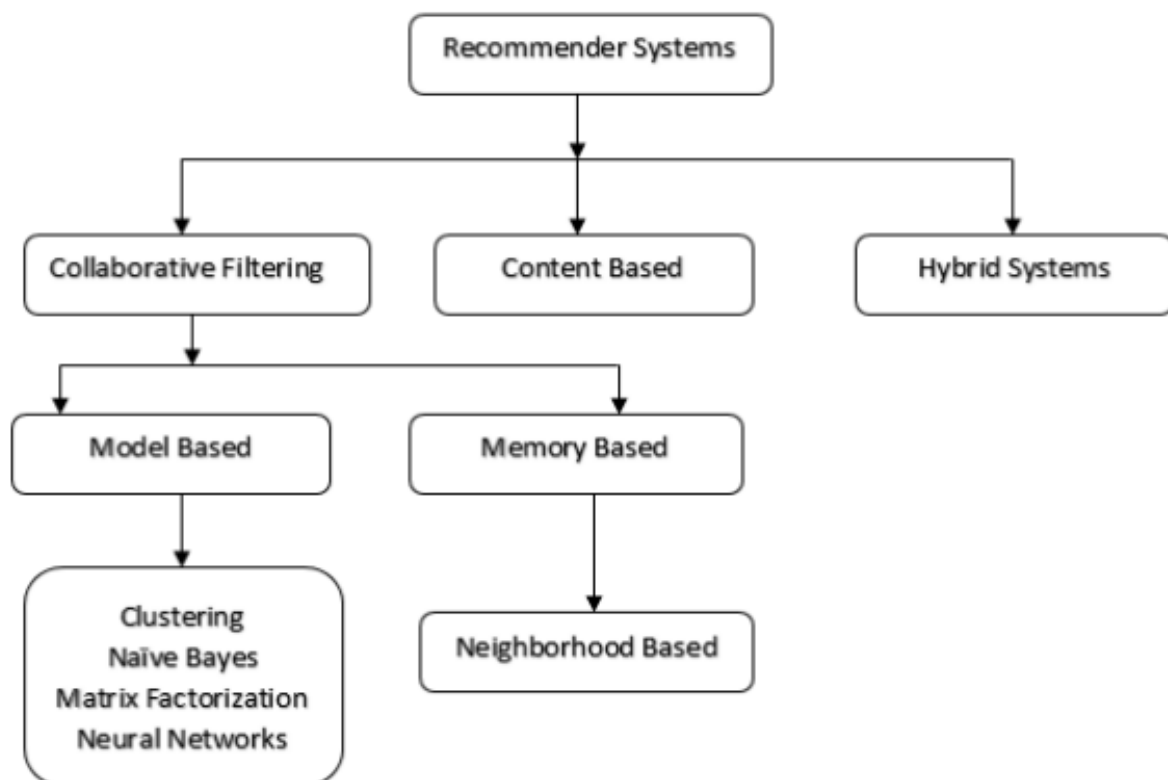 Recommender Systems
Collaborative Filtering
Content Based
Hybrid Systems
Model Based
Memory Based
Clustering
Naïve Bayes
Matrix Factorization
Neural Networks
Neighborhood Based